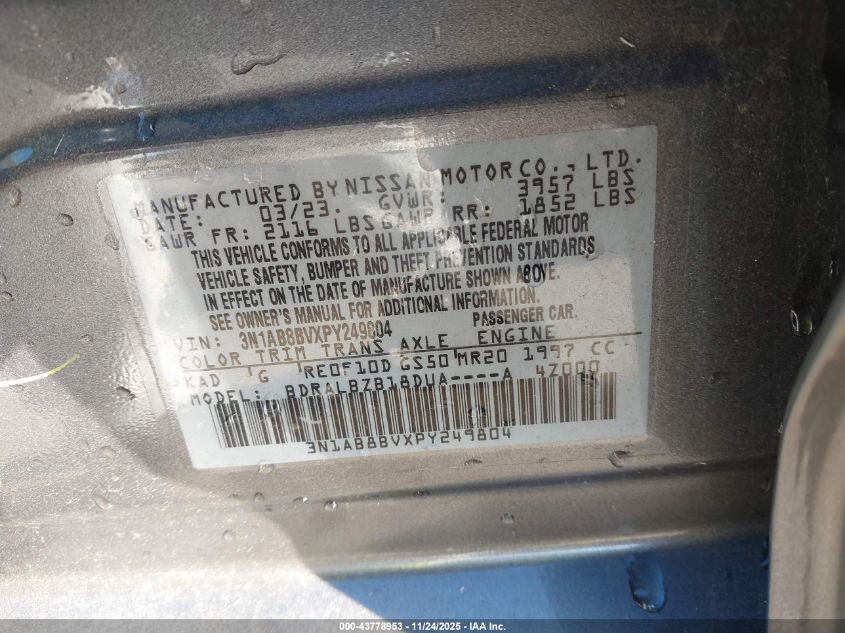 MANUFACTURED BY NISSAN MOTOR CO., LTD.
DATE: 03/23. GVWR: 3957 LBS
GAWR FR: 2116 LBS GAWR RR: 1852 LBS
THIS VEHICLE CONFORMS TO ALL APPLICABLE FEDERAL MOTOR
VEHICLE SAFETY, BUMPER AND THEFT PREVENTION STANDARDS
IN EFFECT ON THE DATE OF MANUFACTURE SHOWN ABOVE.
SEE OWNER'S MANUAL FOR ADDITIONAL INFORMATION.
VIN: 3N1AB8BVXPY249804 PASSENGER CAR.
COLOR TRIM TRANS AXLE ENGINE
KAD G RE0F10D GS50 MR20 1997 CC
MODEL: BDRALBZB18DUA----A 4Z000
3N1AB8BVXPY249804
000-43778953 - 11/24/2025 - IAA Inc.